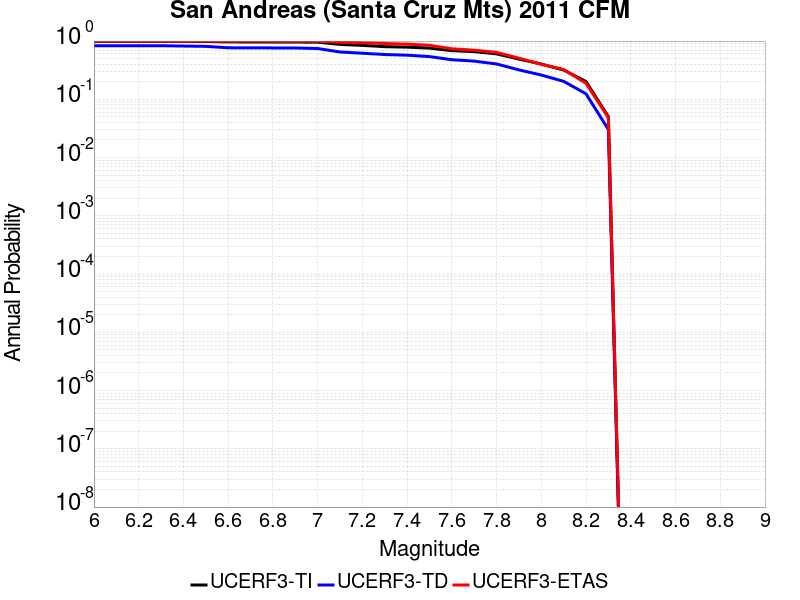 San Andreas (Santa Cruz Mts) 2011 CFM
Annual Probability
10^0
10^-1
10^-2
10^-3
10^-4
10^-5
10^-6
10^-7
10^-8
6 6.2 6.4 6.6 6.8 7 7.2 7.4 7.6 7.8 8 8.2 8.4 8.6 8.8 9
Magnitude
UCERF3-TI UCERF3-TD UCERF3-ETAS